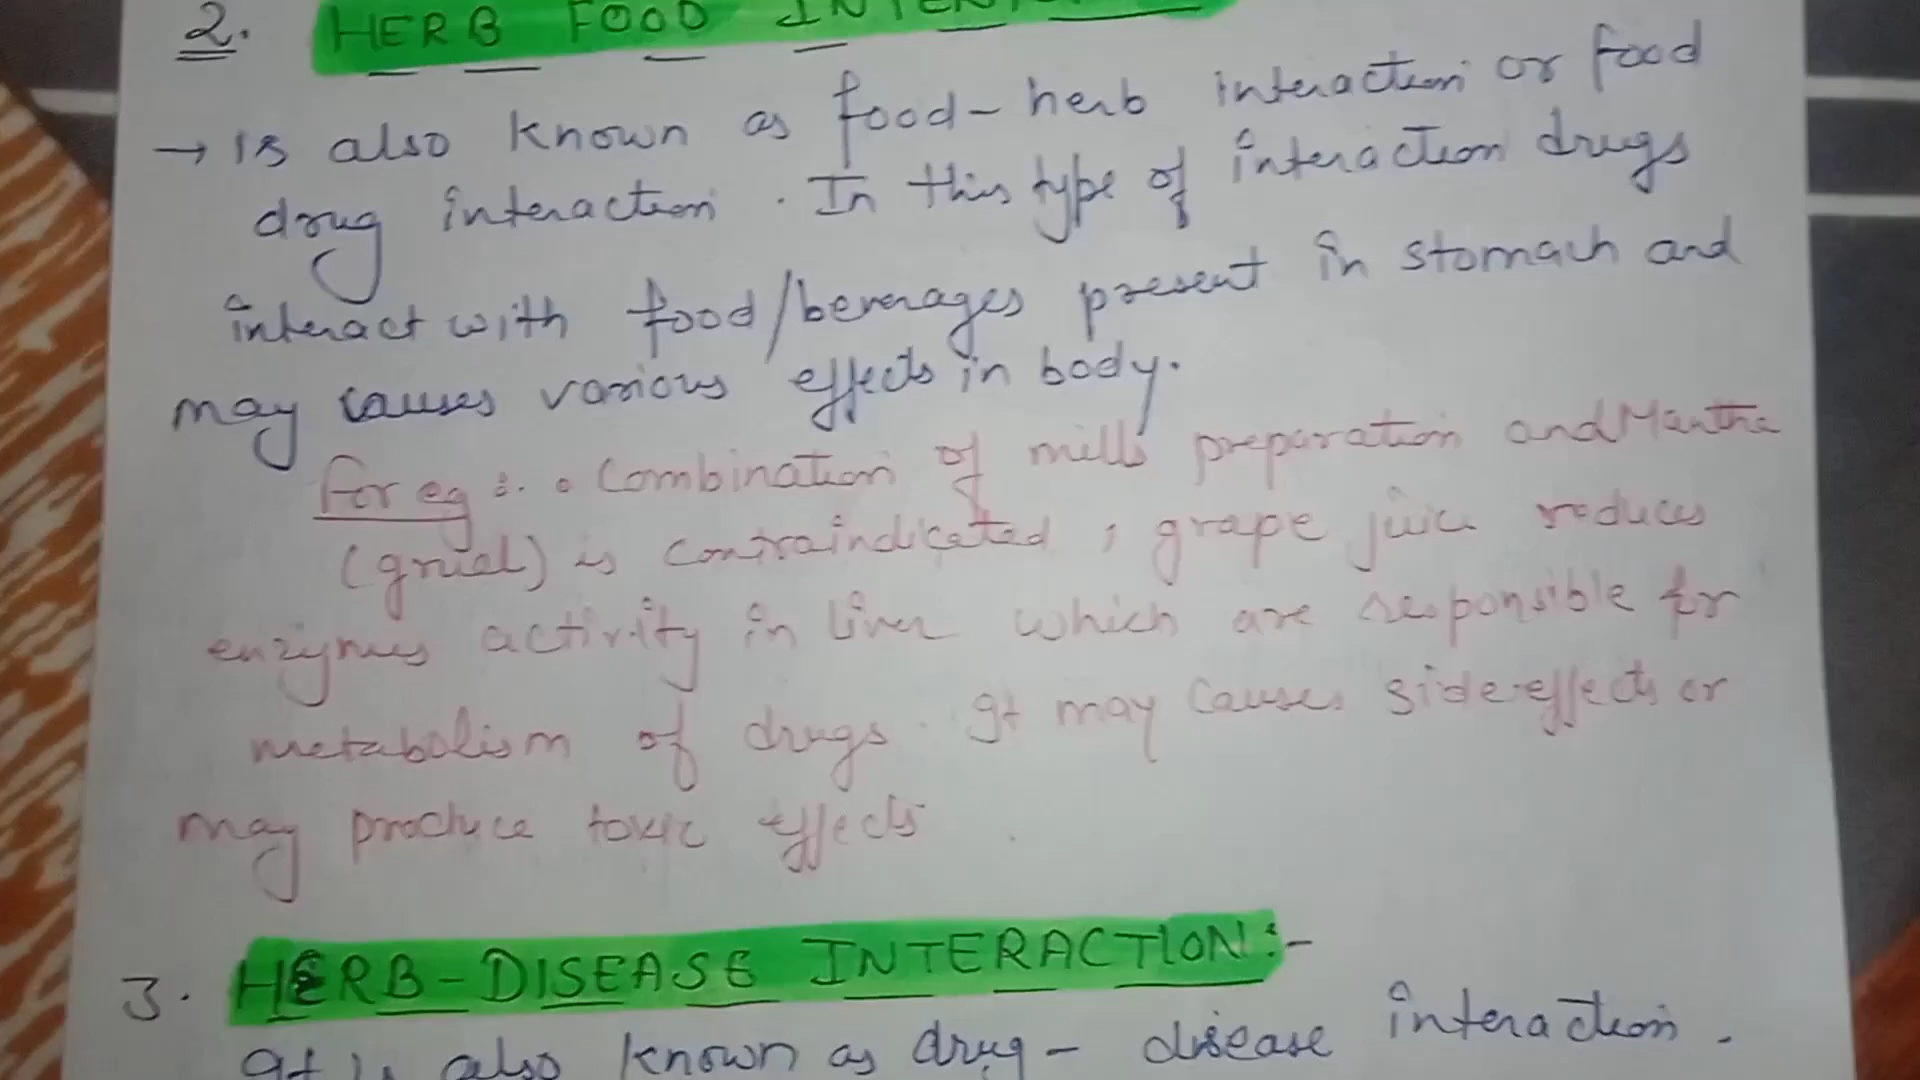 2. HERB FOOD INTER
→ is also known as food-herb interaction or food
drug interaction. In this type of interaction drugs
interact with food/beverages present in stomach and
may causes various effects in body.
For eg:. • Combination of milk preparation and Mantha
(gruel) is contraindicated, grape juice reduces
enzymes activity in liver which are responsible for
metabolism of drugs. It may causes side effects or
may produce toxic effects.
3. HERB-DISEASE INTERACTION:-
It is also known as drug-disease interaction.